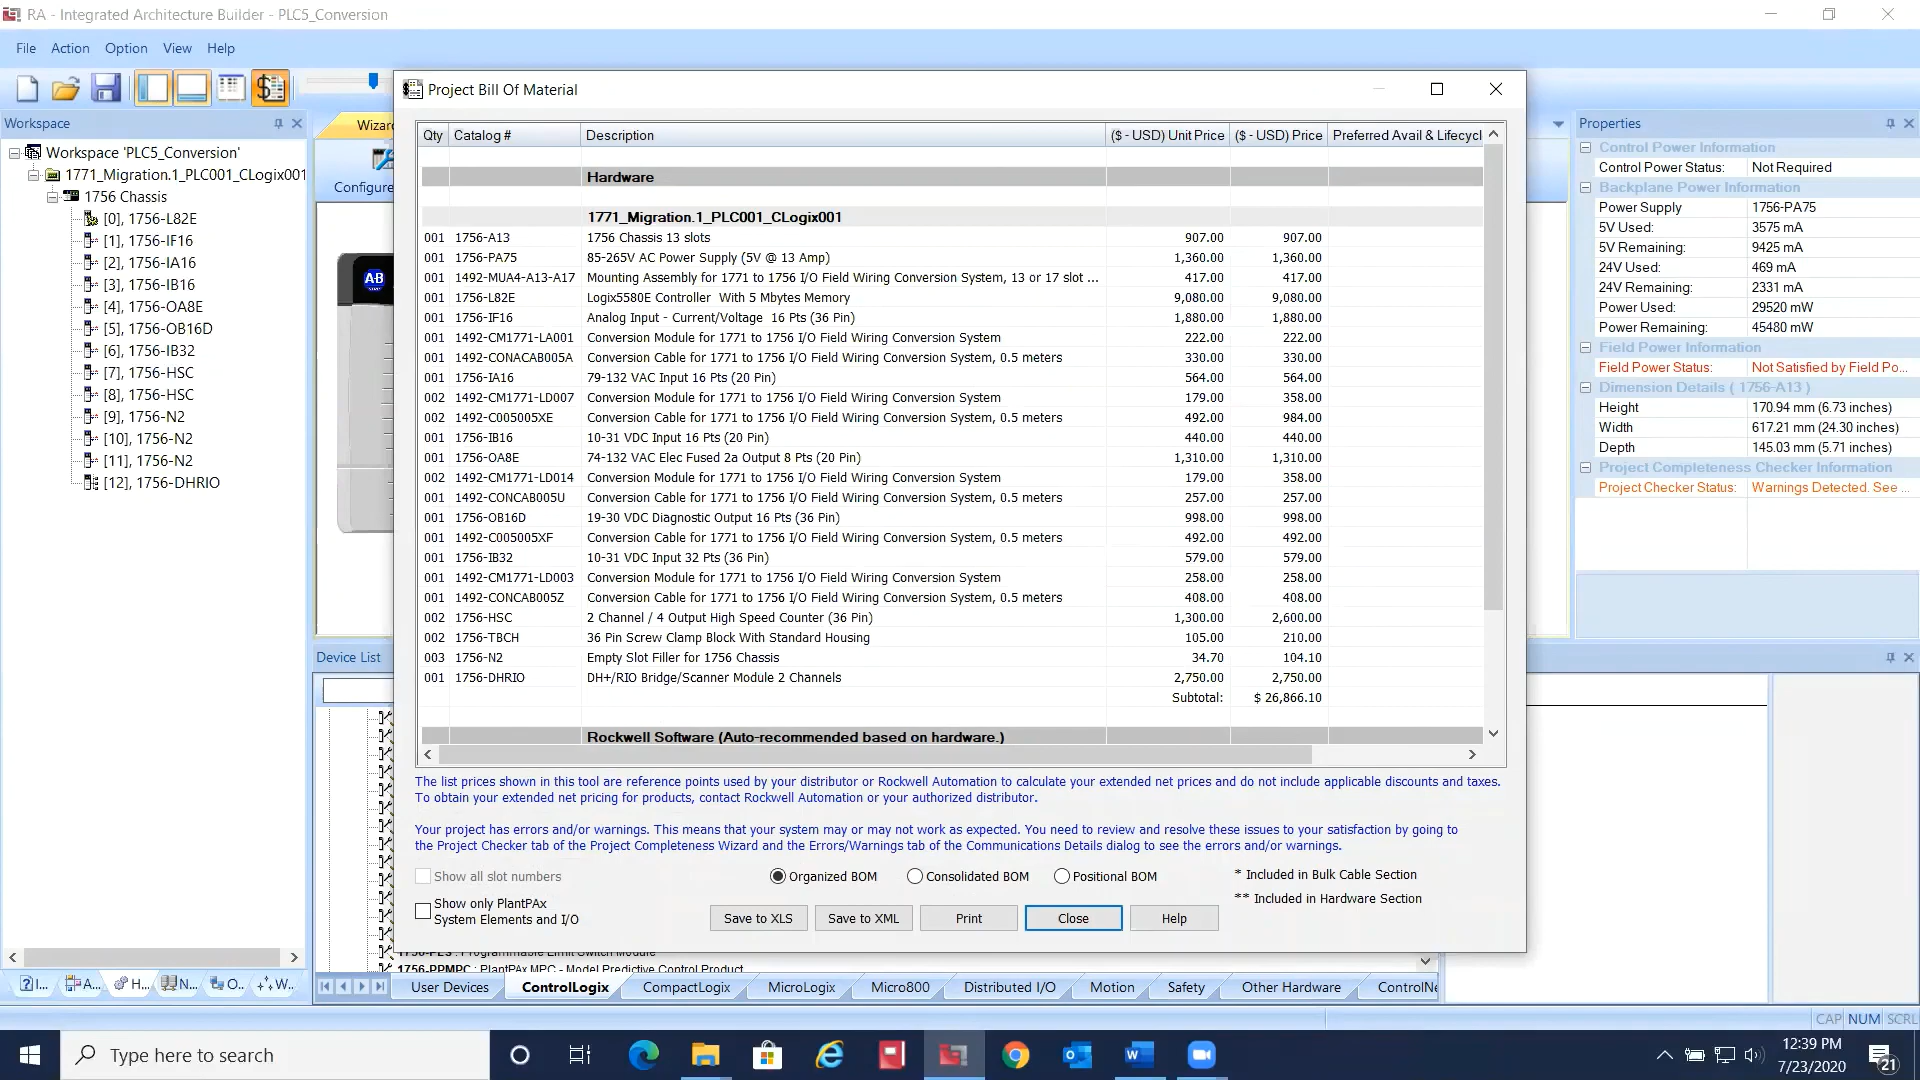 RA - Integrated Architecture Builder - PLC5_Conversion
File Action Option View Help
Workspace
Workspace 'PLC5_Conversion'
1771_Migration.1_PLC001_CLogix001
1756 Chassis
[0], 1756-L82E
[1], 1756-IF16
[2], 1756-IA16
[3], 1756-IB16
[4], 1756-OA8E
[5], 1756-OB16D
[6], 1756-IB32
[7], 1756-HSC
[8], 1756-HSC
[9], 1756-N2
[10], 1756-N2
[11], 1756-N2
[12], 1756-DHRIO
Configure
AB
Device List
Project Bill Of Material
Qty Catalog # Description ($ - USD) Unit Price ($ - USD) Price Preferred Avail & Lifecycl
Hardware
1771_Migration.1_PLC001_CLogix001
001 1756-A13 1756 Chassis 13 slots 907.00 907.00
001 1756-PA75 85-265V AC Power Supply (5V @ 13 Amp) 1,360.00 1,360.00
001 1492-MUA4-A13-A17 Mounting Assembly for 1771 to 1756 I/O Field Wiring Conversion System, 13 or 17 slot ... 417.00 417.00
001 1756-L82E Logix5580E Controller With 5 Mbytes Memory 9,080.00 9,080.00
001 1756-IF16 Analog Input - Current/Voltage 16 Pts (36 Pin) 1,880.00 1,880.00
001 1492-CM1771-LA001 Conversion Module for 1771 to 1756 I/O Field Wiring Conversion System 222.00 222.00
001 1492-CONACAB005A Conversion Cable for 1771 to 1756 I/O Field Wiring Conversion System, 0.5 meters 330.00 330.00
001 1756-IA16 79-132 VAC Input 16 Pts (20 Pin) 564.00 564.00
002 1492-CM1771-LD007 Conversion Module for 1771 to 1756 I/O Field Wiring Conversion System 179.00 358.00
002 1492-C005005XE Conversion Cable for 1771 to 1756 I/O Field Wiring Conversion System, 0.5 meters 492.00 984.00
001 1756-IB16 10-31 VDC Input 16 Pts (20 Pin) 440.00 440.00
001 1756-OA8E 74-132 VAC Elec Fused 2a Output 8 Pts (20 Pin) 1,310.00 1,310.00
002 1492-CM1771-LD014 Conversion Module for 1771 to 1756 I/O Field Wiring Conversion System 179.00 358.00
001 1492-CONCAB005U Conversion Cable for 1771 to 1756 I/O Field Wiring Conversion System, 0.5 meters 257.00 257.00
001 1756-OB16D 19-30 VDC Diagnostic Output 16 Pts (36 Pin) 998.00 998.00
001 1492-C005005XF Conversion Cable for 1771 to 1756 I/O Field Wiring Conversion System, 0.5 meters 492.00 492.00
001 1756-IB32 10-31 VDC Input 32 Pts (36 Pin) 579.00 579.00
001 1492-CM1771-LD003 Conversion Module for 1771 to 1756 I/O Field Wiring Conversion System 258.00 258.00
001 1492-CONCAB005Z Conversion Cable for 1771 to 1756 I/O Field Wiring Conversion System, 0.5 meters 408.00 408.00
002 1756-HSC 2 Channel / 4 Output High Speed Counter (36 Pin) 1,300.00 2,600.00
002 1756-TBCH 36 Pin Screw Clamp Block With Standard Housing 105.00 210.00
003 1756-N2 Empty Slot Filler for 1756 Chassis 34.70 104.10
001 1756-DHRIO DH+/RIO Bridge/Scanner Module 2 Channels 2,750.00 2,750.00
Subtotal: $ 26,866.10
Rockwell Software (Auto-recommended based on hardware.)
The list prices shown in this tool are reference points used by your distributor or Rockwell Automation to calculate your extended net prices and do not include applicable discounts and taxes.
To obtain your extended net pricing for products, contact Rockwell Automation or your authorized distributor.
Your project has errors and/or warnings. This means that your system may or may not work as expected. You need to review and resolve these issues to your satisfaction by going to
the Project Checker tab of the Project Completeness Wizard and the Errors/Warnings tab of the Communications Details dialog to see the errors and/or warnings.
Show all slot numbers
Organized BOM Consolidated BOM Positional BOM
* Included in Bulk Cable Section
Show only PlantPAx
System Elements and I/O
** Included in Hardware Section
Save to XLS Save to XML Print Close Help
1756-PPMPC : PlantPAx MPC - Model Predictive Control Product
Properties
Control Power Information
Control Power Status: Not Required
Backplane Power Information
Power Supply 1756-PA75
5V Used: 3575 mA
5V Remaining: 9425 mA
24V Used: 469 mA
24V Remaining: 2331 mA
Power Used: 29520 mW
Power Remaining: 45480 mW
Field Power Information
Field Power Status: Not Satisfied by Field Po...
Dimension Details ( 1756-A13 )
Height 170.94 mm (6.73 inches)
Width 617.21 mm (24.30 inches)
Depth 145.03 mm (5.71 inches)
Project Completeness Checker Information
Project Checker Status: Warnings Detected. See ...
I... A... H... N... O... W...
User Devices ControlLogix CompactLogix MicroLogix Micro800 Distributed I/O Motion Safety Other Hardware ControlNe
CAP NUM SCRL
Type here to search
12:39 PM
7/23/2020
21